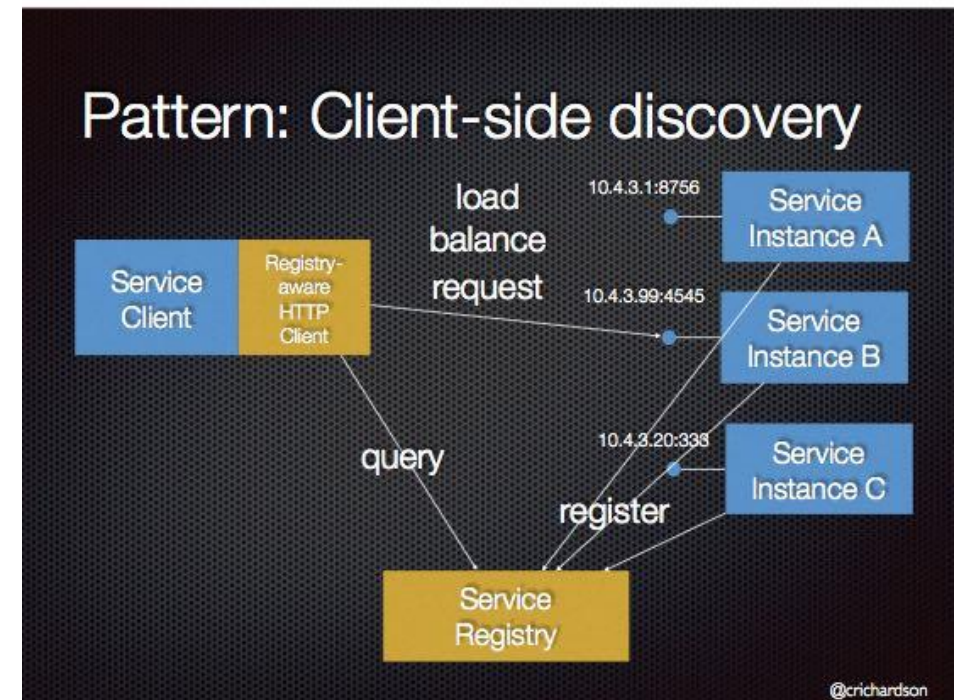 Pattern: Client-side discovery
Service
Client
Registry-
aware
HTTP
Client
load
balance
request
10.4.3.1:8756
Service
Instance A
10.4.3.99:4545
Service
Instance B
10.4.3.20:333
Service
Instance C
query
register
Service
Registry
@crichardson